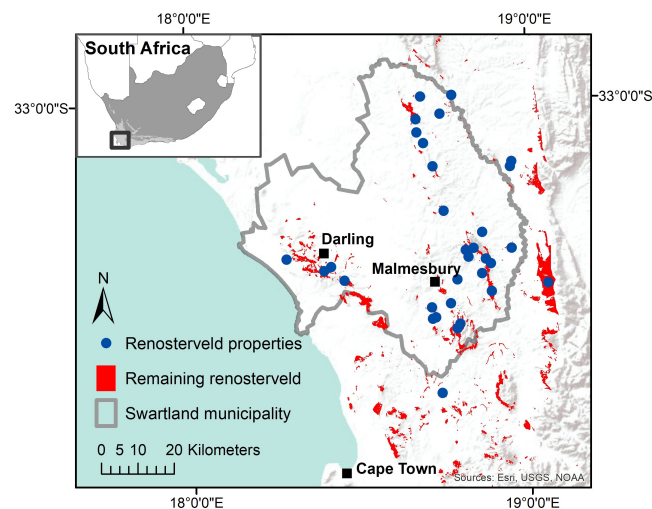 18°0'0"E 19°0'0"E
South Africa
33°0'0"S 33°0'0"S
Darling
Malmesbury
N
Renosterveld properties
Remaining renosterveld
Swartland municipality
0 5 10 20 Kilometers
Cape Town
Sources: Esri, USGS, NOAA
18°0'0"E 19°0'0"E